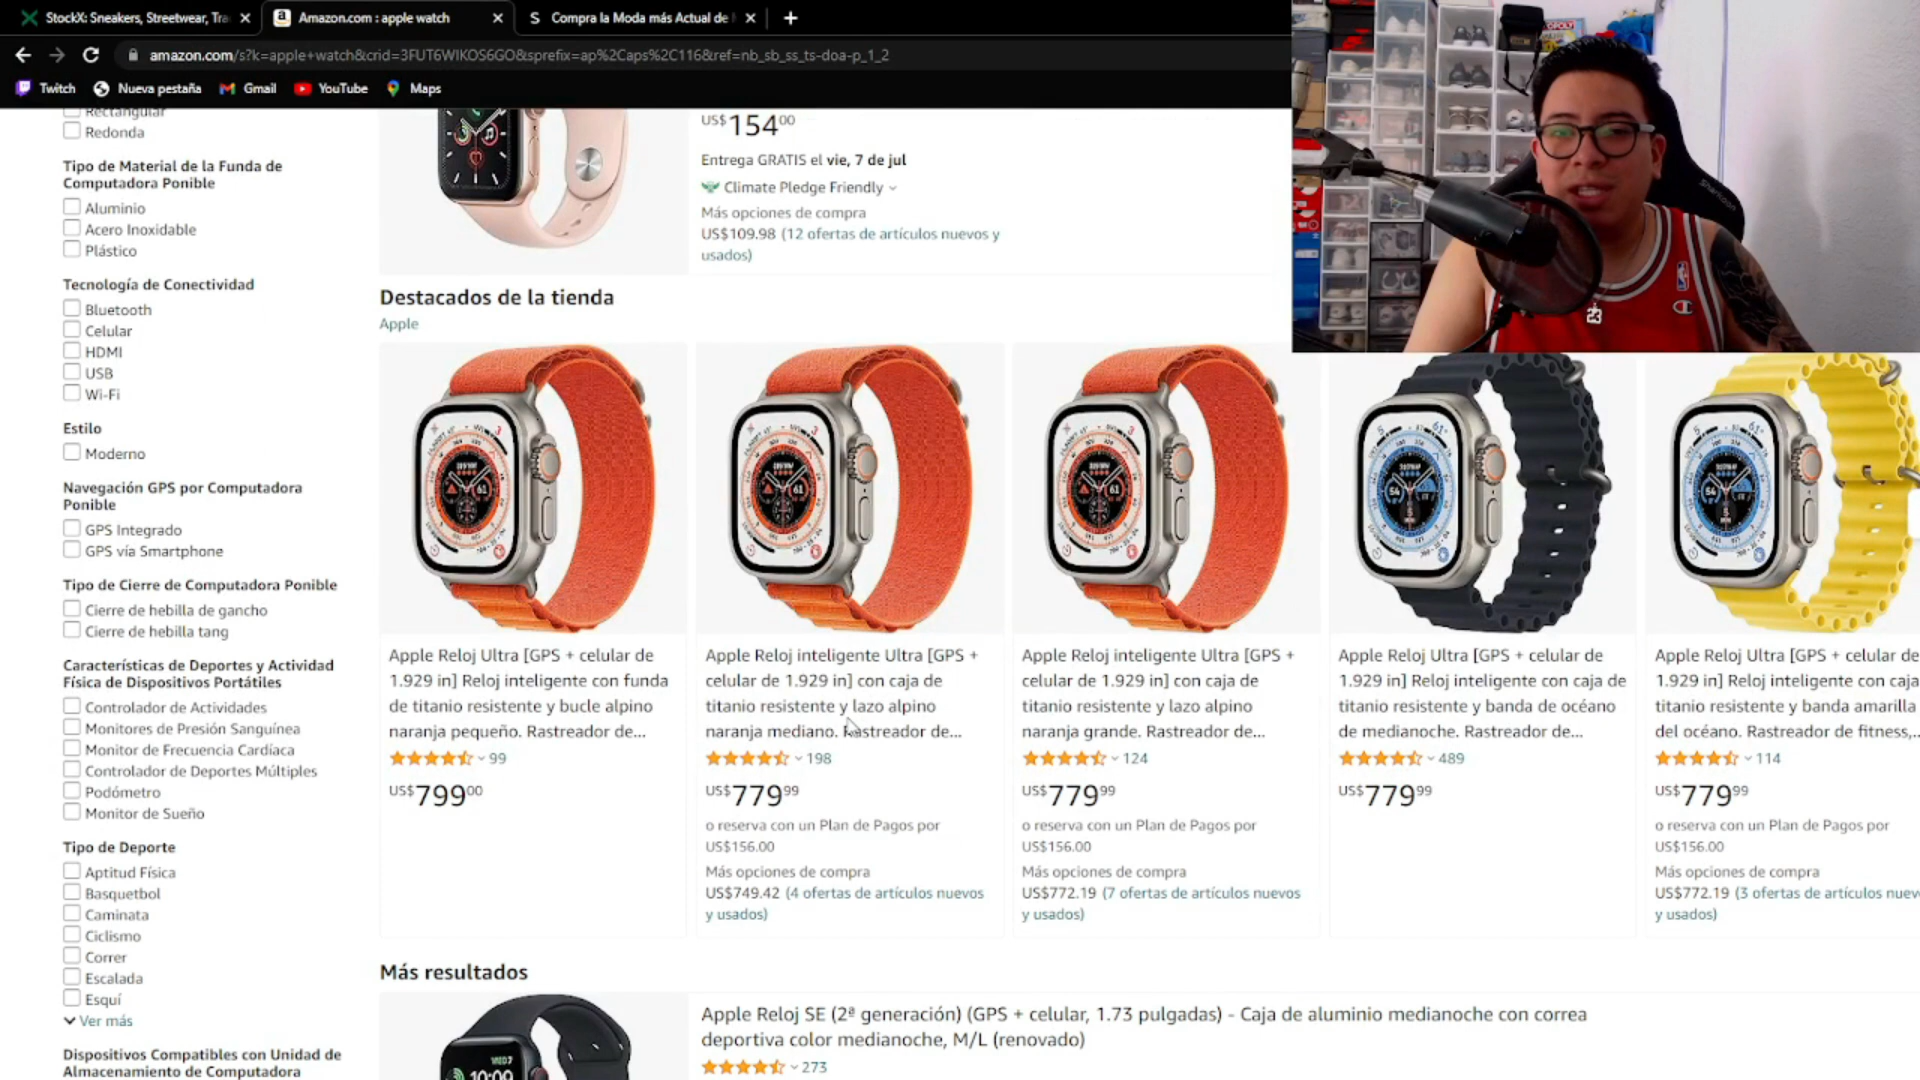 StockX: Sneakers, Streetwear, Tra
Amazon.com : apple watch
Compra la Moda más Actual de
amazon.com/s?k=apple+watch&crid=3FUT6WIKOS6GO&sprefix=ap%2Caps%2C116&ref=nb_sb_ss_ts-doa-p_1_2
Twitch
Nueva pestaña
Gmail
YouTube
Maps
Rectangular
Redonda
Tipo de Material de la Funda de
Computadora Ponible
Aluminio
Acero Inoxidable
Plástico
Tecnología de Conectividad
Bluetooth
Celular
HDMI
USB
Wi-Fi
Estilo
Moderno
Navegación GPS por Computadora
Ponible
GPS Integrado
GPS vía Smartphone
Tipo de Cierre de Computadora Ponible
Cierre de hebilla de gancho
Cierre de hebilla tang
Características de Deportes y Actividad
Física de Dispositivos Portátiles
Controlador de Actividades
Monitores de Presión Sanguínea
Monitor de Frecuencia Cardíaca
Controlador de Deportes Múltiples
Podómetro
Monitor de Sueño
Tipo de Deporte
Aptitud Física
Basquetbol
Caminata
Ciclismo
Correr
Escalada
Esquí
Ver más
Dispositivos Compatibles con Unidad de
Almacenamiento de Computadora
US$154.00
Entrega GRATIS el vie, 7 de jul
Climate Pledge Friendly
Más opciones de compra
US$109.98 (12 ofertas de artículos nuevos y
usados)
Destacados de la tienda
Apple
Apple Reloj Ultra [GPS + celular de
1.929 in] Reloj inteligente con funda
de titanio resistente y bucle alpino
naranja pequeño. Rastreador de...
99
US$799.00
Apple Reloj inteligente Ultra [GPS +
celular de 1.929 in] con caja de
titanio resistente y lazo alpino
naranja mediano. Rastreador de...
198
US$779.99
o reserva con un Plan de Pagos por
US$156.00
Más opciones de compra
US$749.42 (4 ofertas de artículos nuevos
y usados)
Apple Reloj inteligente Ultra [GPS +
celular de 1.929 in] con caja de
titanio resistente y lazo alpino
naranja grande. Rastreador de...
124
US$779.99
o reserva con un Plan de Pagos por
US$156.00
Más opciones de compra
US$772.19 (7 ofertas de artículos nuevos
y usados)
Apple Reloj Ultra [GPS + celular de
1.929 in] Reloj inteligente con caja de
titanio resistente y banda de océano
de medianoche. Rastreador de...
489
US$779.99
Apple Reloj Ultra [GPS + celular de
1.929 in] Reloj inteligente con caja
titanio resistente y banda amarilla
del océano. Rastreador de fitness,...
114
US$779.99
o reserva con un Plan de Pagos por
US$156.00
Más opciones de compra
US$772.19 (3 ofertas de artículos nuev
y usados)
Más resultados
Apple Reloj SE (2ª generación) (GPS + celular, 1.73 pulgadas) - Caja de aluminio medianoche con correa
deportiva color medianoche, M/L (renovado)
273
10:09
23
Sharkoon
MONOPOLY